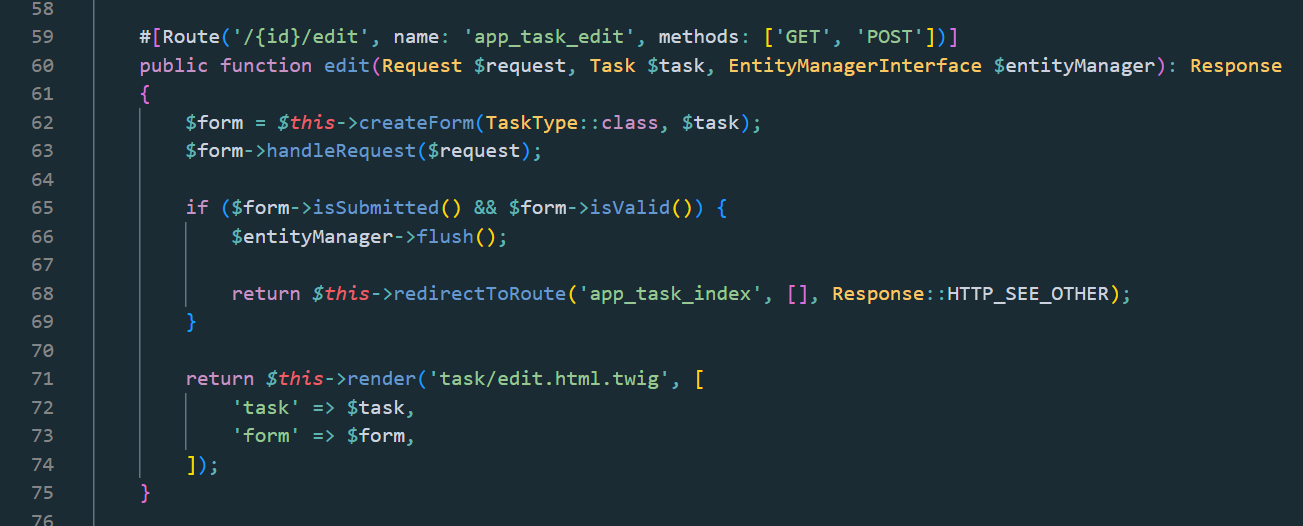 58
59 #[Route('/{id}/edit', name: 'app_task_edit', methods: ['GET', 'POST'])]
60 public function edit(Request $request, Task $task, EntityManagerInterface $entityManager): Response
61 {
62 $form = $this->createForm(TaskType::class, $task);
63 $form->handleRequest($request);
64
65 if ($form->isSubmitted() && $form->isValid()) {
66 $entityManager->flush();
67
68 return $this->redirectToRoute('app_task_index', [], Response::HTTP_SEE_OTHER);
69 }
70
71 return $this->render('task/edit.html.twig', [
72 'task' => $task,
73 'form' => $form,
74 ]);
75 }
76